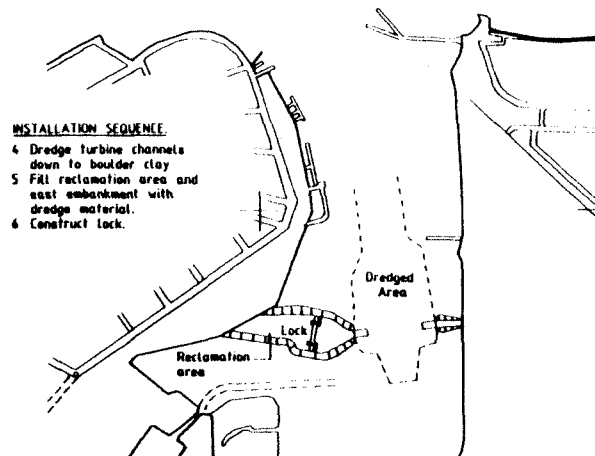 INSTALLATION SEQUENCE.
4 Dredge turbine channels
down to boulder clay
5 Fill reclamation area and
east embankment with
dredge material.
6 Construct lock.
Dredged
Area
Lock
Reclamation
area